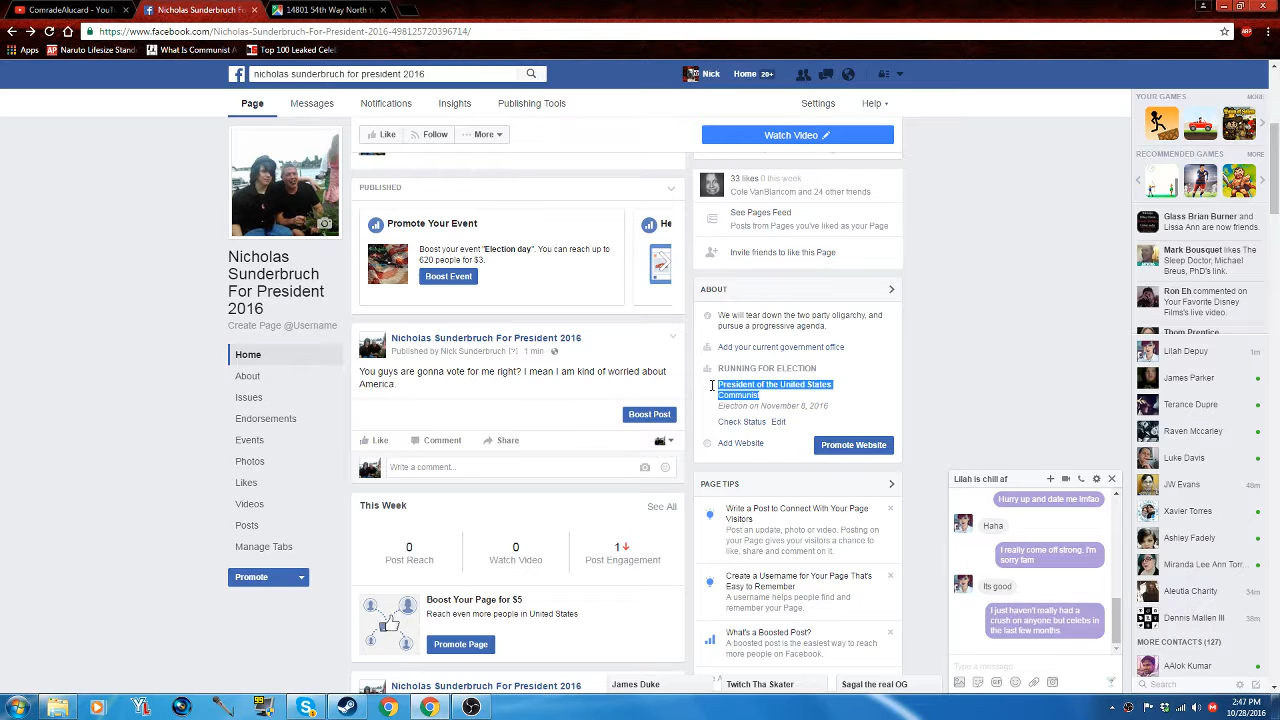 ComradeAlucard - YouT
Nicholas Sunderbruch Fo
14801 54th Way North to
https://www.facebook.com/Nicholas-Sunderbruch-For-President-2016-498125720396714/
Apps
Naruto Lifesize Stand
What Is Communist A
Top 100 Leaked Celeb
nicholas sunderbruch for president 2016
Nick
Home 20+
Page
Messages
Notifications
Insights
Publishing Tools
Settings
Help
Like
Follow
More
Watch Video
Nicholas
Sunderbruch
For President
2016
Create Page @Username
Home
About
Issues
Endorsements
Events
Photos
Likes
Videos
Posts
Manage Tabs
Promote
PUBLISHED
Promote Your Event
Boost your event "Election day". You can reach up to
620 people for $3.
Boost Event
He
Nicholas Sunderbruch For President 2016
Published by Nick Sunderbruch [?] · 1 min ·
You guys are gonna vote for me right? I mean I am kind of worried about
America.
Boost Post
Like
Comment
Share
Write a comment...
This Week
See All
0
Post Reach
0
Watch Video
1
Post Engagement
Boost Your Page for $5
Reach even more people in United States
Promote Page
Nicholas Sunderbruch For President 2016
33 likes 0 this week
Cole VanBlaricom and 24 other friends
See Pages Feed
Posts from Pages you've liked as your Page
Invite friends to like this Page
ABOUT
We will tear down the two party oligarchy, and
pursue a progressive agenda.
Add your current government office
RUNNING FOR ELECTION
President of the United States
Communist
Election on November 8, 2016
Check Status Edit
Add Website
Promote Website
PAGE TIPS
Write a Post to Connect With Your Page
Visitors
Post an update, photo or video. Posting on
your Page gives your visitors a chance to
like, share and comment on it.
Create a Username for Your Page That's
Easy to Remember
A username helps people find and
remember your Page.
What's a Boosted Post?
A boosted post is the easiest way to reach
more people on Facebook.
James Duke
Twitch Tha Skater
Sagal the real OG
Lilah is chill af
Hurry up and date me lmfao
Haha
I really come off strong. I'm
sorry fam
Its good
I just haven't really had a
crush on anyone but celebs in
the last few months
Type a message
YOUR GAMES
MORE
RECOMMENDED GAMES
MORE
Glass Brian Burner and
Lissa Ann are now friends.
Mark Bousquet likes The
Sleep Doctor, Michael
Breus, PhD's link.
Ron Eh commented on
Your Favorite Disney
Films's live video.
Thom Prentice
Lilah Depuy 1m
James Parker
Terance Dupre
Raven Mccarley
Luke Davis
JW Evans 48m
Xavier Torres
Ashley Fadely
Miranda Lee Ann Torr...
Aleutia Charity 34m
Dennis Mallen III 38m
MORE CONTACTS (127)
AAlok Kumar
Search
2:47 PM
10/28/2016